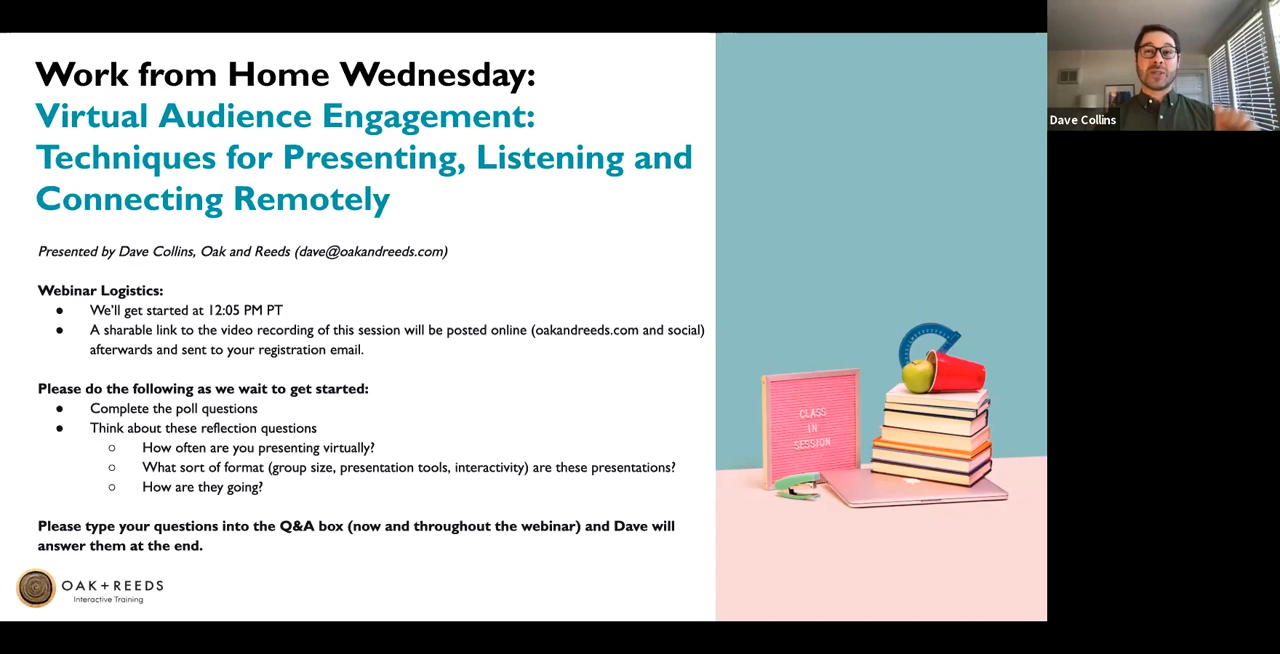 Work from Home Wednesday:
Virtual Audience Engagement:
Techniques for Presenting, Listening and
Connecting Remotely
Presented by Dave Collins, Oak and Reeds (dave@oakandreeds.com)
Webinar Logistics:
● We'll get started at 12:05 PM PT
● A sharable link to the video recording of this session will be posted online (oakandreeds.com and social)
afterwards and sent to your registration email.
Please do the following as we wait to get started:
● Complete the poll questions
● Think about these reflection questions
○ How often are you presenting virtually?
○ What sort of format (group size, presentation tools, interactivity) are these presentations?
○ How are they going?
Please type your questions into the Q&A box (now and throughout the webinar) and Dave will
answer them at the end.
OAK+REEDS
Interactive Training
CLASS
IN
SESSION
Dave Collins